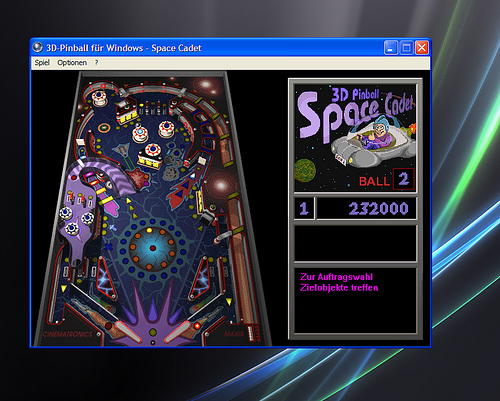 3D-Pinball für Windows - Space Cadet
Spiel Optionen ?
3D Pinball
Space Cadet
BALL 2
1 232000
Zur Auftragswahl
Zielobjekte treffen
CINEMATRONICS
MAXIS